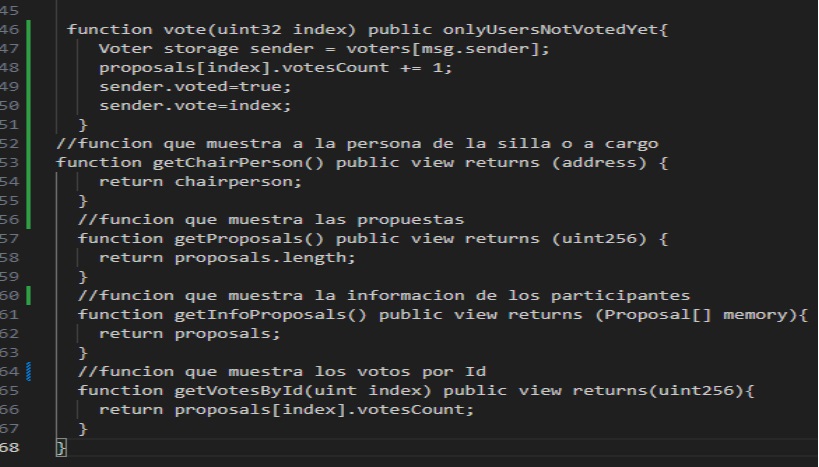 45
46 function vote(uint32 index) public onlyUsersNotVotedYet{
47 Voter storage sender = voters[msg.sender];
48 proposals[index].votesCount += 1;
49 sender.voted=true;
50 sender.vote=index;
51 }
52 //funcion que muestra a la persona de la silla o a cargo
53 function getChairPerson() public view returns (address) {
54 return chairperson;
55 }
56 //funcion que muestra las propuestas
57 function getProposals() public view returns (uint256) {
58 return proposals.length;
59 }
60 //funcion que muestra la informacion de los participantes
61 function getInfoProposals() public view returns (Proposal[] memory){
62 return proposals;
63 }
64 //funcion que muestra los votos por Id
65 function getVotesById(uint index) public view returns(uint256){
66 return proposals[index].votesCount;
67 }
68 }